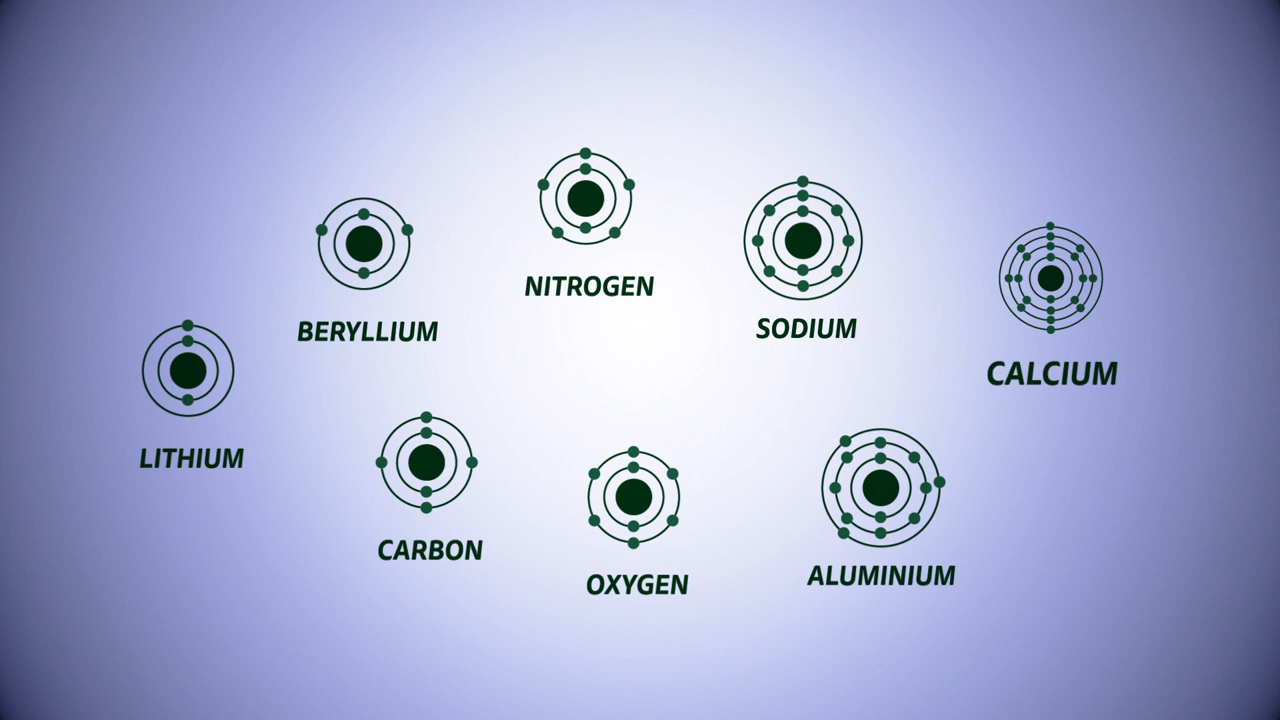 NITROGEN
BERYLLIUM
SODIUM
CALCIUM
LITHIUM
CARBON
OXYGEN
ALUMINIUM